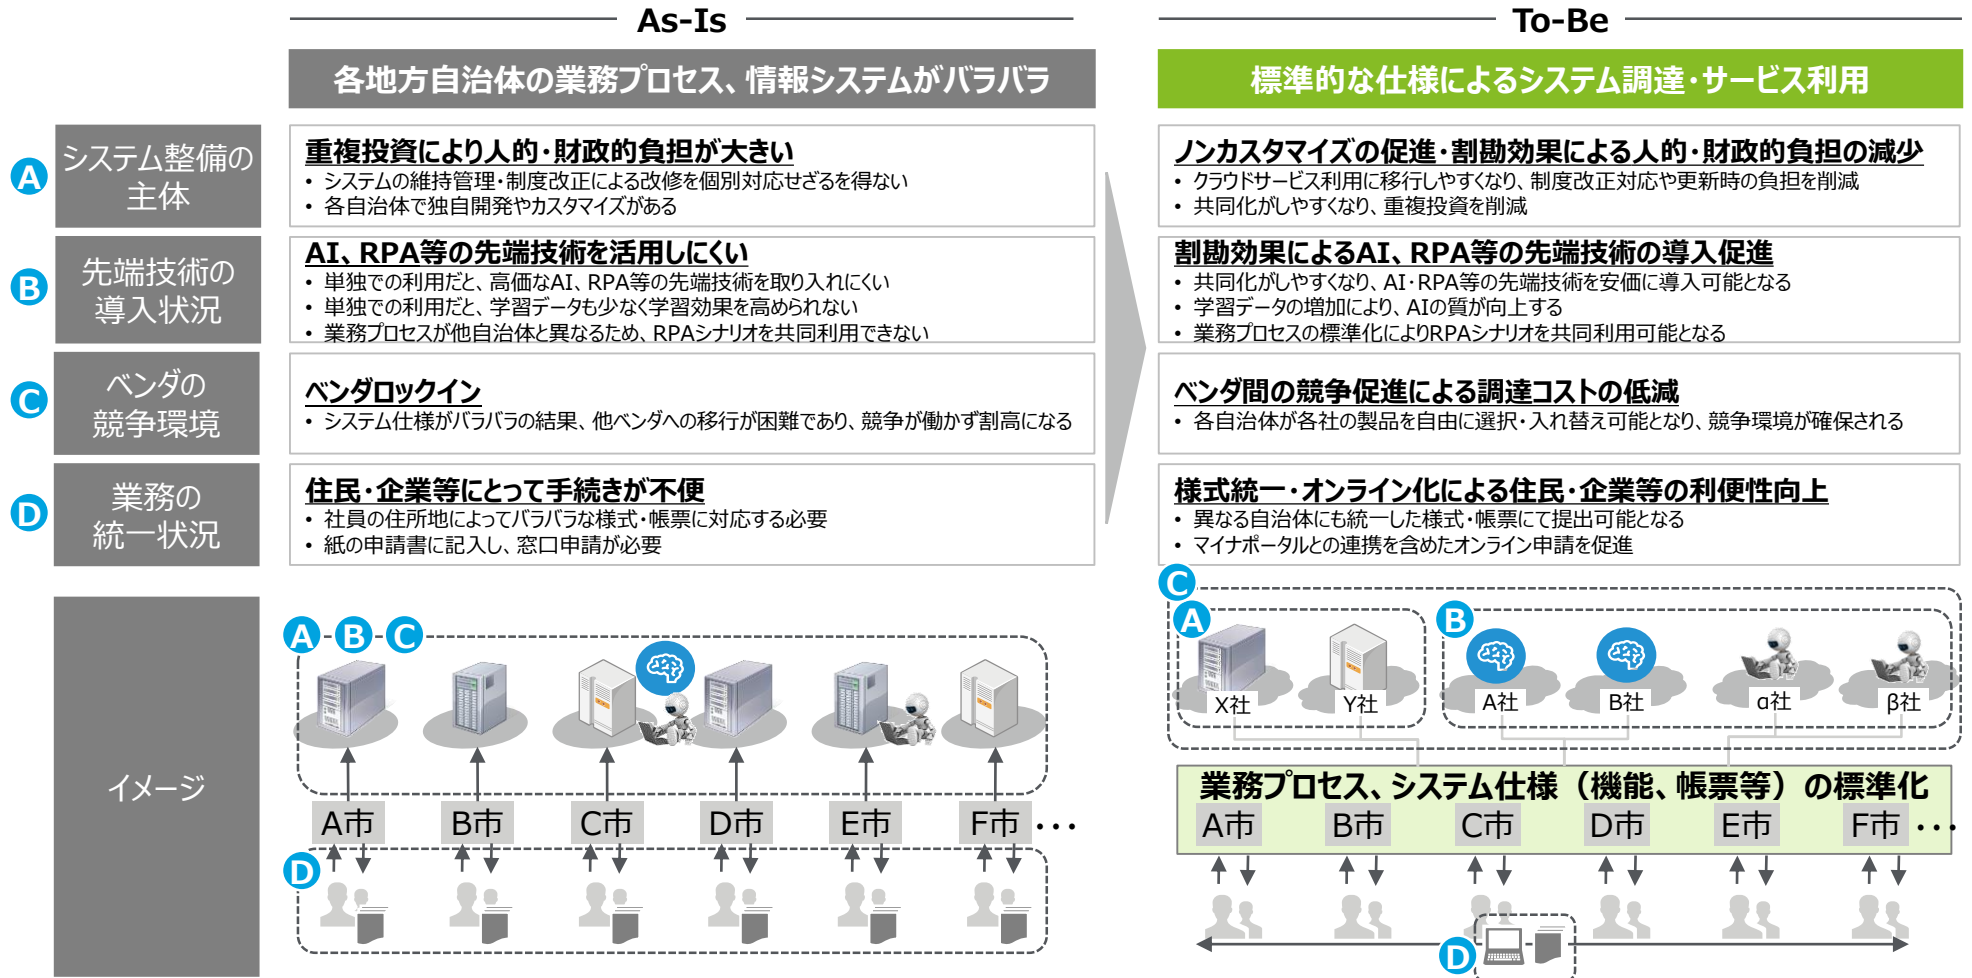 As-Is
To-Be
各地方自治体の業務プロセス、情報システムがバラバラ
標準的な仕様によるシステム調達・サービス利用
A
システム整備の
主体
重複投資により人的・財政的負担が大きい
• システムの維持管理・制度改正による改修を個別対応せざるを得ない
• 各自治体で独自開発やカスタマイズがある
ノンカスタマイズの促進・割勘効果による人的・財政的負担の減少
• クラウドサービス利用に移行しやすくなり、制度改正対応や更新時の負担を削減
• 共同化がしやすくなり、重複投資を削減
B
先端技術の
導入状況
AI、RPA等の先端技術を活用しにくい
• 単独での利用だと、高価なAI、RPA等の先端技術を取り入れにくい
• 単独での利用だと、学習データも少なく学習効果を高められない
• 業務プロセスが他自治体と異なるため、RPAシナリオを共同利用できない
割勘効果によるAI、RPA等の先端技術の導入促進
• 共同化がしやすくなり、AI・RPA等の先端技術を安価に導入可能となる
• 学習データの増加により、AIの質が向上する
• 業務プロセスの標準化によりRPAシナリオを共同利用可能となる
C
ベンダの
競争環境
ベンダロックイン
• システム仕様がバラバラの結果、他ベンダへの移行が困難であり、競争が働かず割高になる
ベンダ間の競争促進による調達コストの低減
• 各自治体が各社の製品を自由に選択・入れ替え可能となり、競争環境が確保される
D
業務の
統一状況
住民・企業等にとって手続きが不便
• 社員の住所地によってバラバラな様式・帳票に対応する必要
• 紙の申請書に記入し、窓口申請が必要
様式統一・オンライン化による住民・企業等の利便性向上
• 異なる自治体にも統一した様式・帳票にて提出可能となる
• マイナポータルとの連携を含めたオンライン申請を促進
イメージ
A B C
A市 B市 C市 D市 E市 F市 ・・・
D
C
A B
X社 Y社 A社 B社 α社 β社
業務プロセス、システム仕様（機能、帳票等）の標準化
A市 B市 C市 D市 E市 F市 ・・・
D